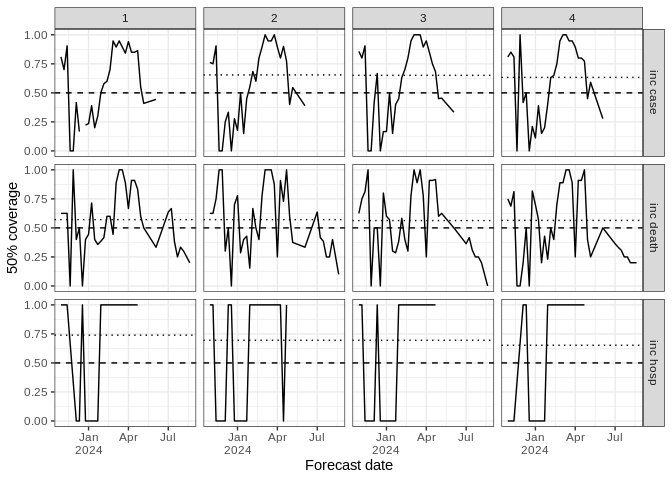 1 2 3 4
1.00
0.75
0.50
0.25
0.00
inc case
1.00
0.75
0.50
0.25
0.00
inc death
1.00
0.75
0.50
0.25
0.00
inc hosp
50% coverage
Jan Apr Jul Jan Apr Jul Jan Apr Jul Jan Apr Jul
2024 2024 2024 2024
Forecast date